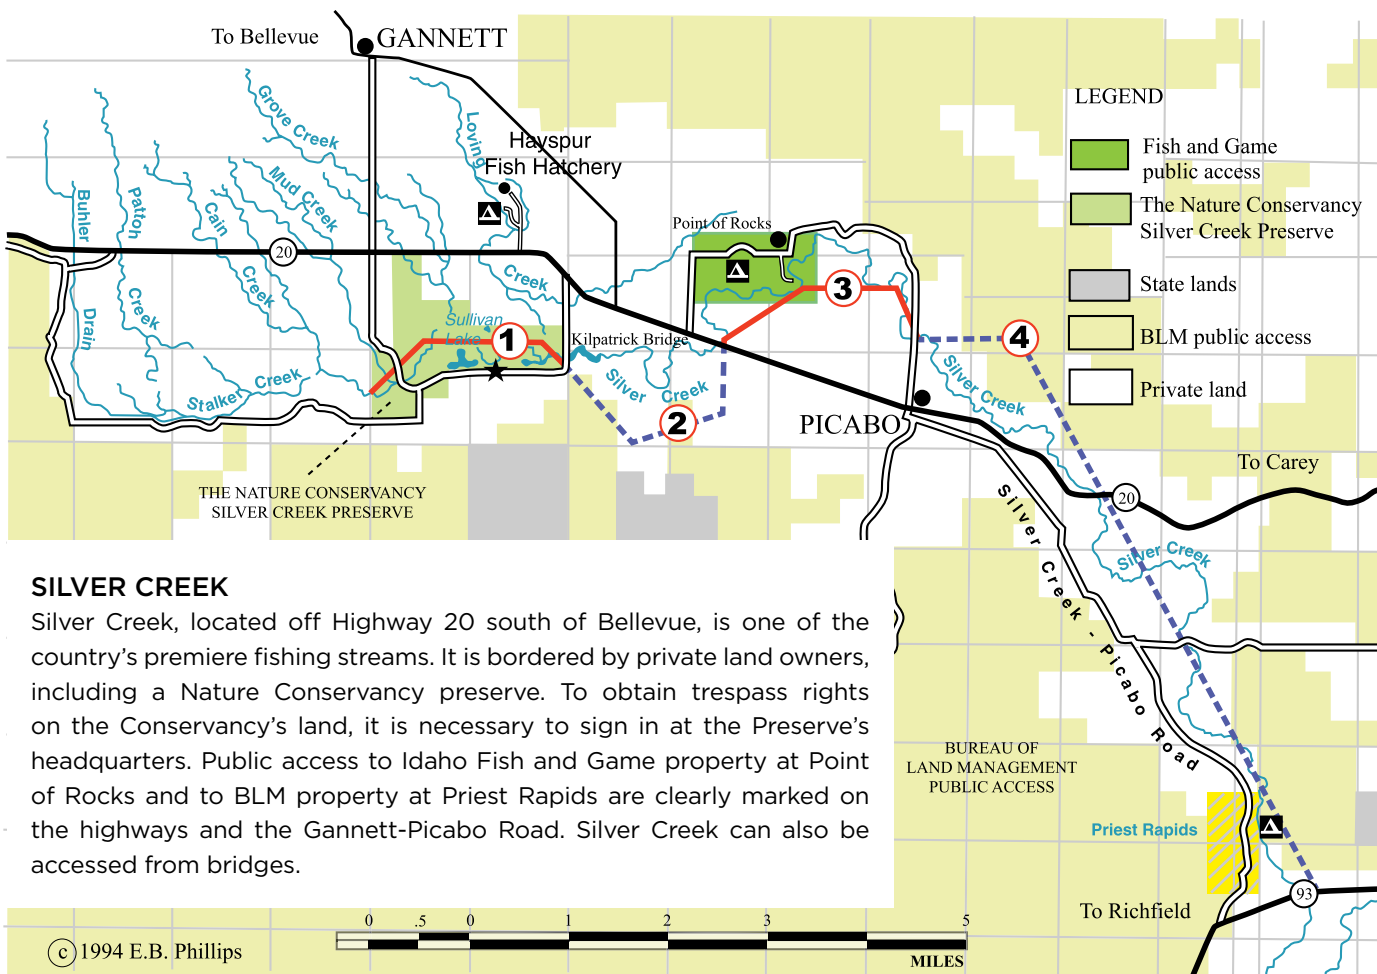 To Bellevue
GANNETT
Grove Creek
Loving
Hayspur
Fish Hatchery
Mud Creek
Buhler
Patton
Cain
20
Creek
Creek
Creek
Drain
Sullivan
Lake
1
Kilpatrick Bridge
Stalker
Creek
Silver
Creek
2
Point of Rocks
3
4
Silver Creek
PICABO
THE NATURE CONSERVANCY
SILVER CREEK PRESERVE
LEGEND
Fish and Game
public access
The Nature Conservancy
Silver Creek Preserve
State lands
BLM public access
Private land
To Carey
20
Silver Creek
Silver Creek - Picabo Road
BUREAU OF
LAND MANAGEMENT
PUBLIC ACCESS
Priest Rapids
93
To Richfield
SILVER CREEK
Silver Creek, located off Highway 20 south of Bellevue, is one of the
country’s premiere fishing streams. It is bordered by private land owners,
including a Nature Conservancy preserve. To obtain trespass rights
on the Conservancy’s land, it is necessary to sign in at the Preserve’s
headquarters. Public access to Idaho Fish and Game property at Point
of Rocks and to BLM property at Priest Rapids are clearly marked on
the highways and the Gannett-Picabo Road. Silver Creek can also be
accessed from bridges.
0 .5 0 1 2 3 5
MILES
c 1994 E.B. Phillips